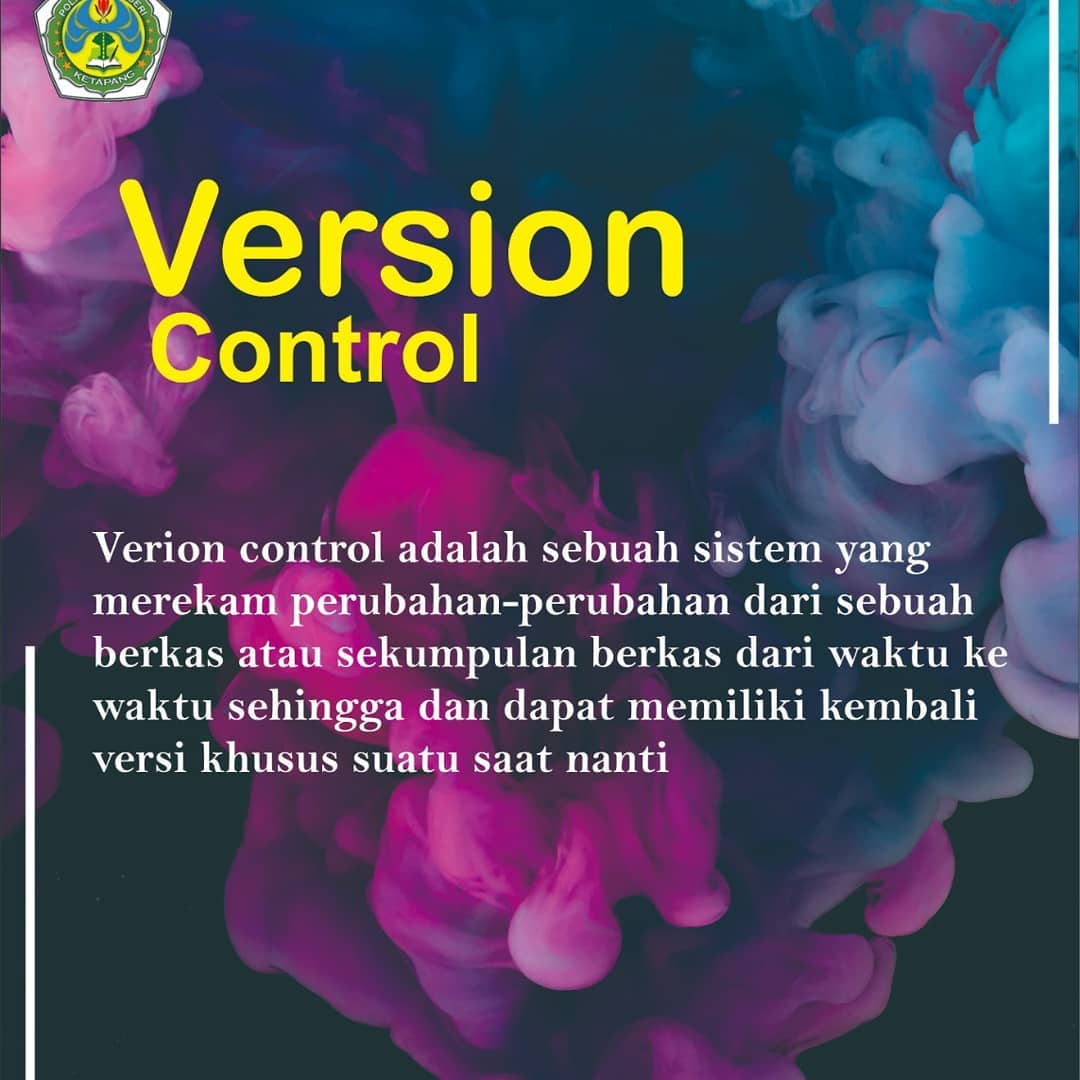 KETAPANG
Version
Control
Verion control adalah sebuah sistem yang
merekam perubahan-perubahan dari sebuah
berkas atau sekumpulan berkas dari waktu ke
waktu sehingga dan dapat memiliki kembali
versi khusus suatu saat nanti